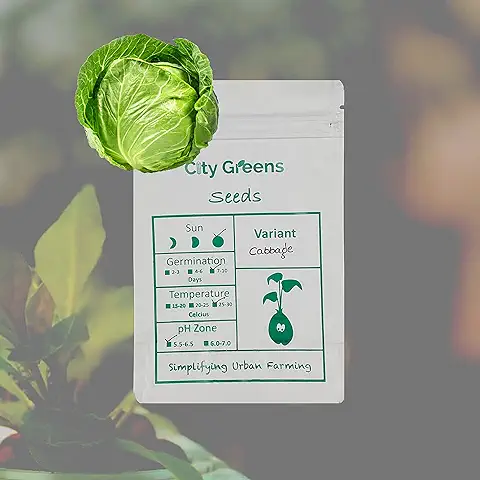 City Greens
Seeds
Sun
Germination
2-3 4-6 7-10
Days
Temperature
15-20 20-25 25-30
Celcius
pH Zone
5.5-6.5 6.0-7.0
Variant
Cabbage
Simplifying Urban Farming